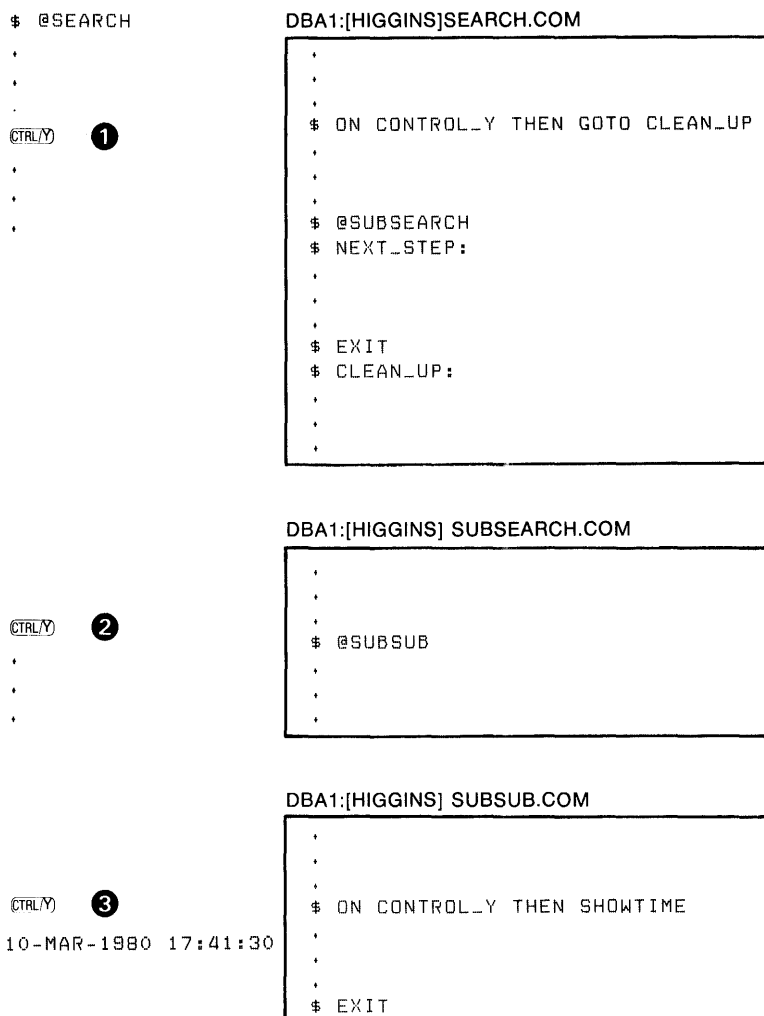 $ @SEARCH
DBA1:[HIGGINS]SEARCH.COM
.
.
.
CTRL/Y 1
.
.
.
.
.
.
$ ON CONTROL_Y THEN GOTO CLEAN_UP
.
.
.
$ @SUBSEARCH
$ NEXT_STEP:
.
.
.
$ EXIT
$ CLEAN_UP:
.
.
.
DBA1:[HIGGINS] SUBSEARCH.COM
CTRL/Y 2
.
.
.
.
.
.
$ @SUBSUB
.
.
.
DBA1:[HIGGINS] SUBSUB.COM
CTRL/Y 3
10-MAR-1980 17:41:30
.
.
.
$ ON CONTROL_Y THEN SHOWTIME
.
.
.
$ EXIT